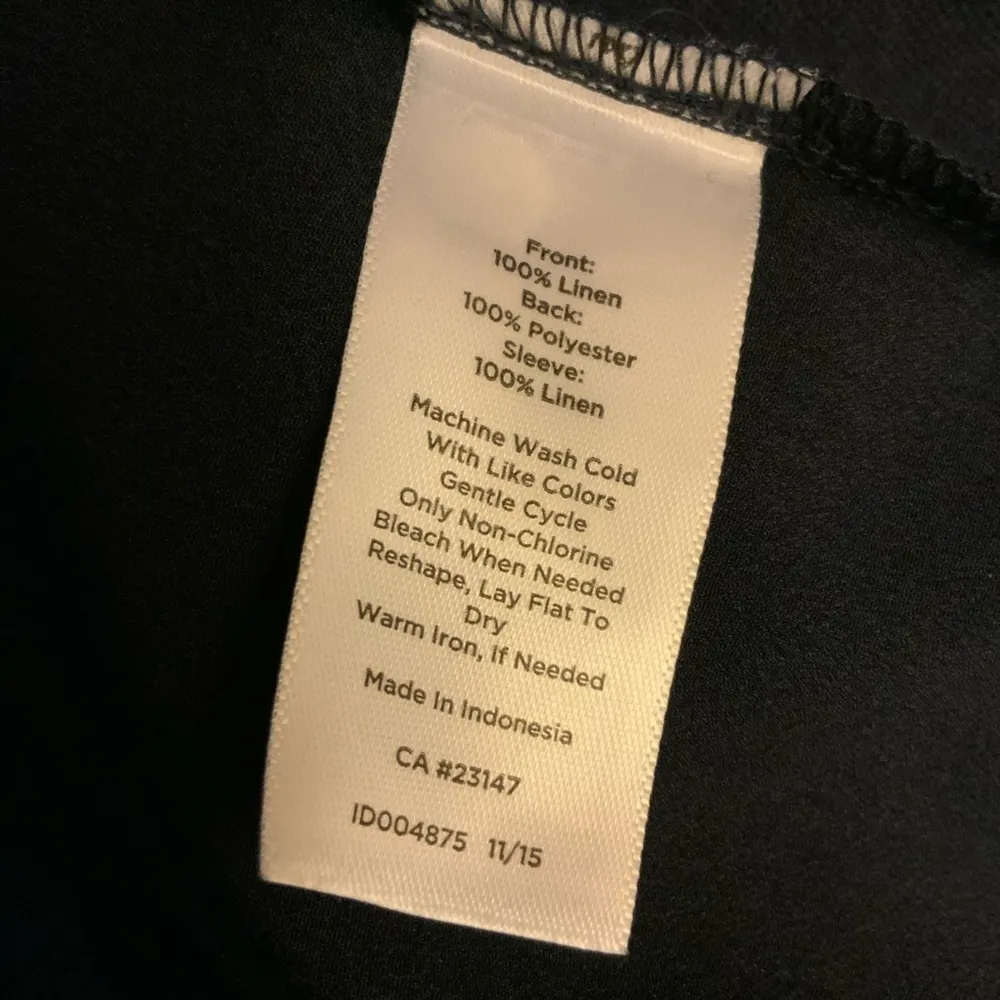 Front:
100% Linen
Back:
100% Polyester
Sleeve:
100% Linen
Machine Wash Cold
With Like Colors
Gentle Cycle
Only Non-Chlorine
Bleach When Needed
Reshape, Lay Flat To
Dry
Warm Iron, If Needed
Made In Indonesia
CA #23147
ID004875 11/15